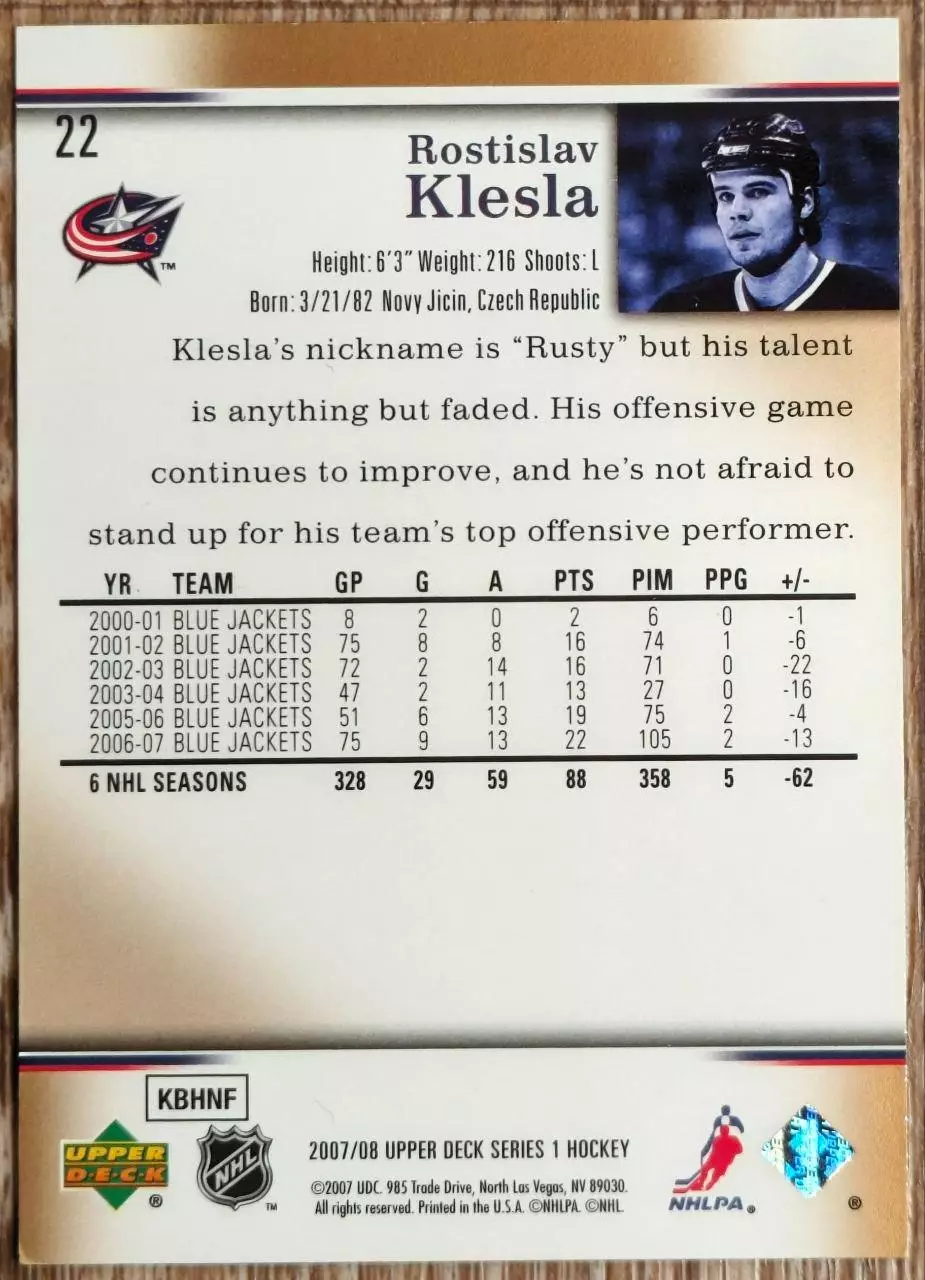 22
Rostislav
Klesla
Height: 6'3" Weight: 216 Shoots: L
Born: 3/21/82 Novy Jicin, Czech Republic
Klesla's nickname is "Rusty" but his talent
is anything but faded. His offensive game
continues to improve, and he's not afraid to
stand up for his team's top offensive performer.
YR TEAM GP G A PTS PIM PPG +/-
2000-01 BLUE JACKETS 8 2 0 2 6 0 -1
2001-02 BLUE JACKETS 75 8 8 16 74 1 -6
2002-03 BLUE JACKETS 72 2 14 16 71 0 -22
2003-04 BLUE JACKETS 47 2 11 13 27 0 -16
2005-06 BLUE JACKETS 51 6 13 19 75 2 -4
2006-07 BLUE JACKETS 75 9 13 22 105 2 -13
6 NHL SEASONS 328 29 59 88 358 5 -62
KBHNF
UPPER
DECK
NHL
2007/08 UPPER DECK SERIES 1 HOCKEY
©2007 UDC. 985 Trade Drive, North Las Vegas, NV 89030.
All rights reserved. Printed in the U.S.A. ©NHLPA. ©NHL.
NHLPA